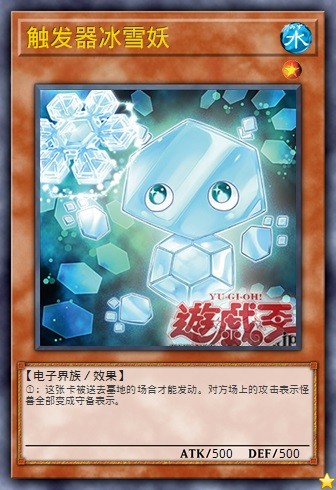 触发器冰雪妖
水
YU-GI-OH!
遊戯王
jp
【电子界族／效果】
①：这张卡被送去墓地的场合才能发动。对方场上的攻击表示怪
兽全部变成守备表示。
ATK/500 DEF/500